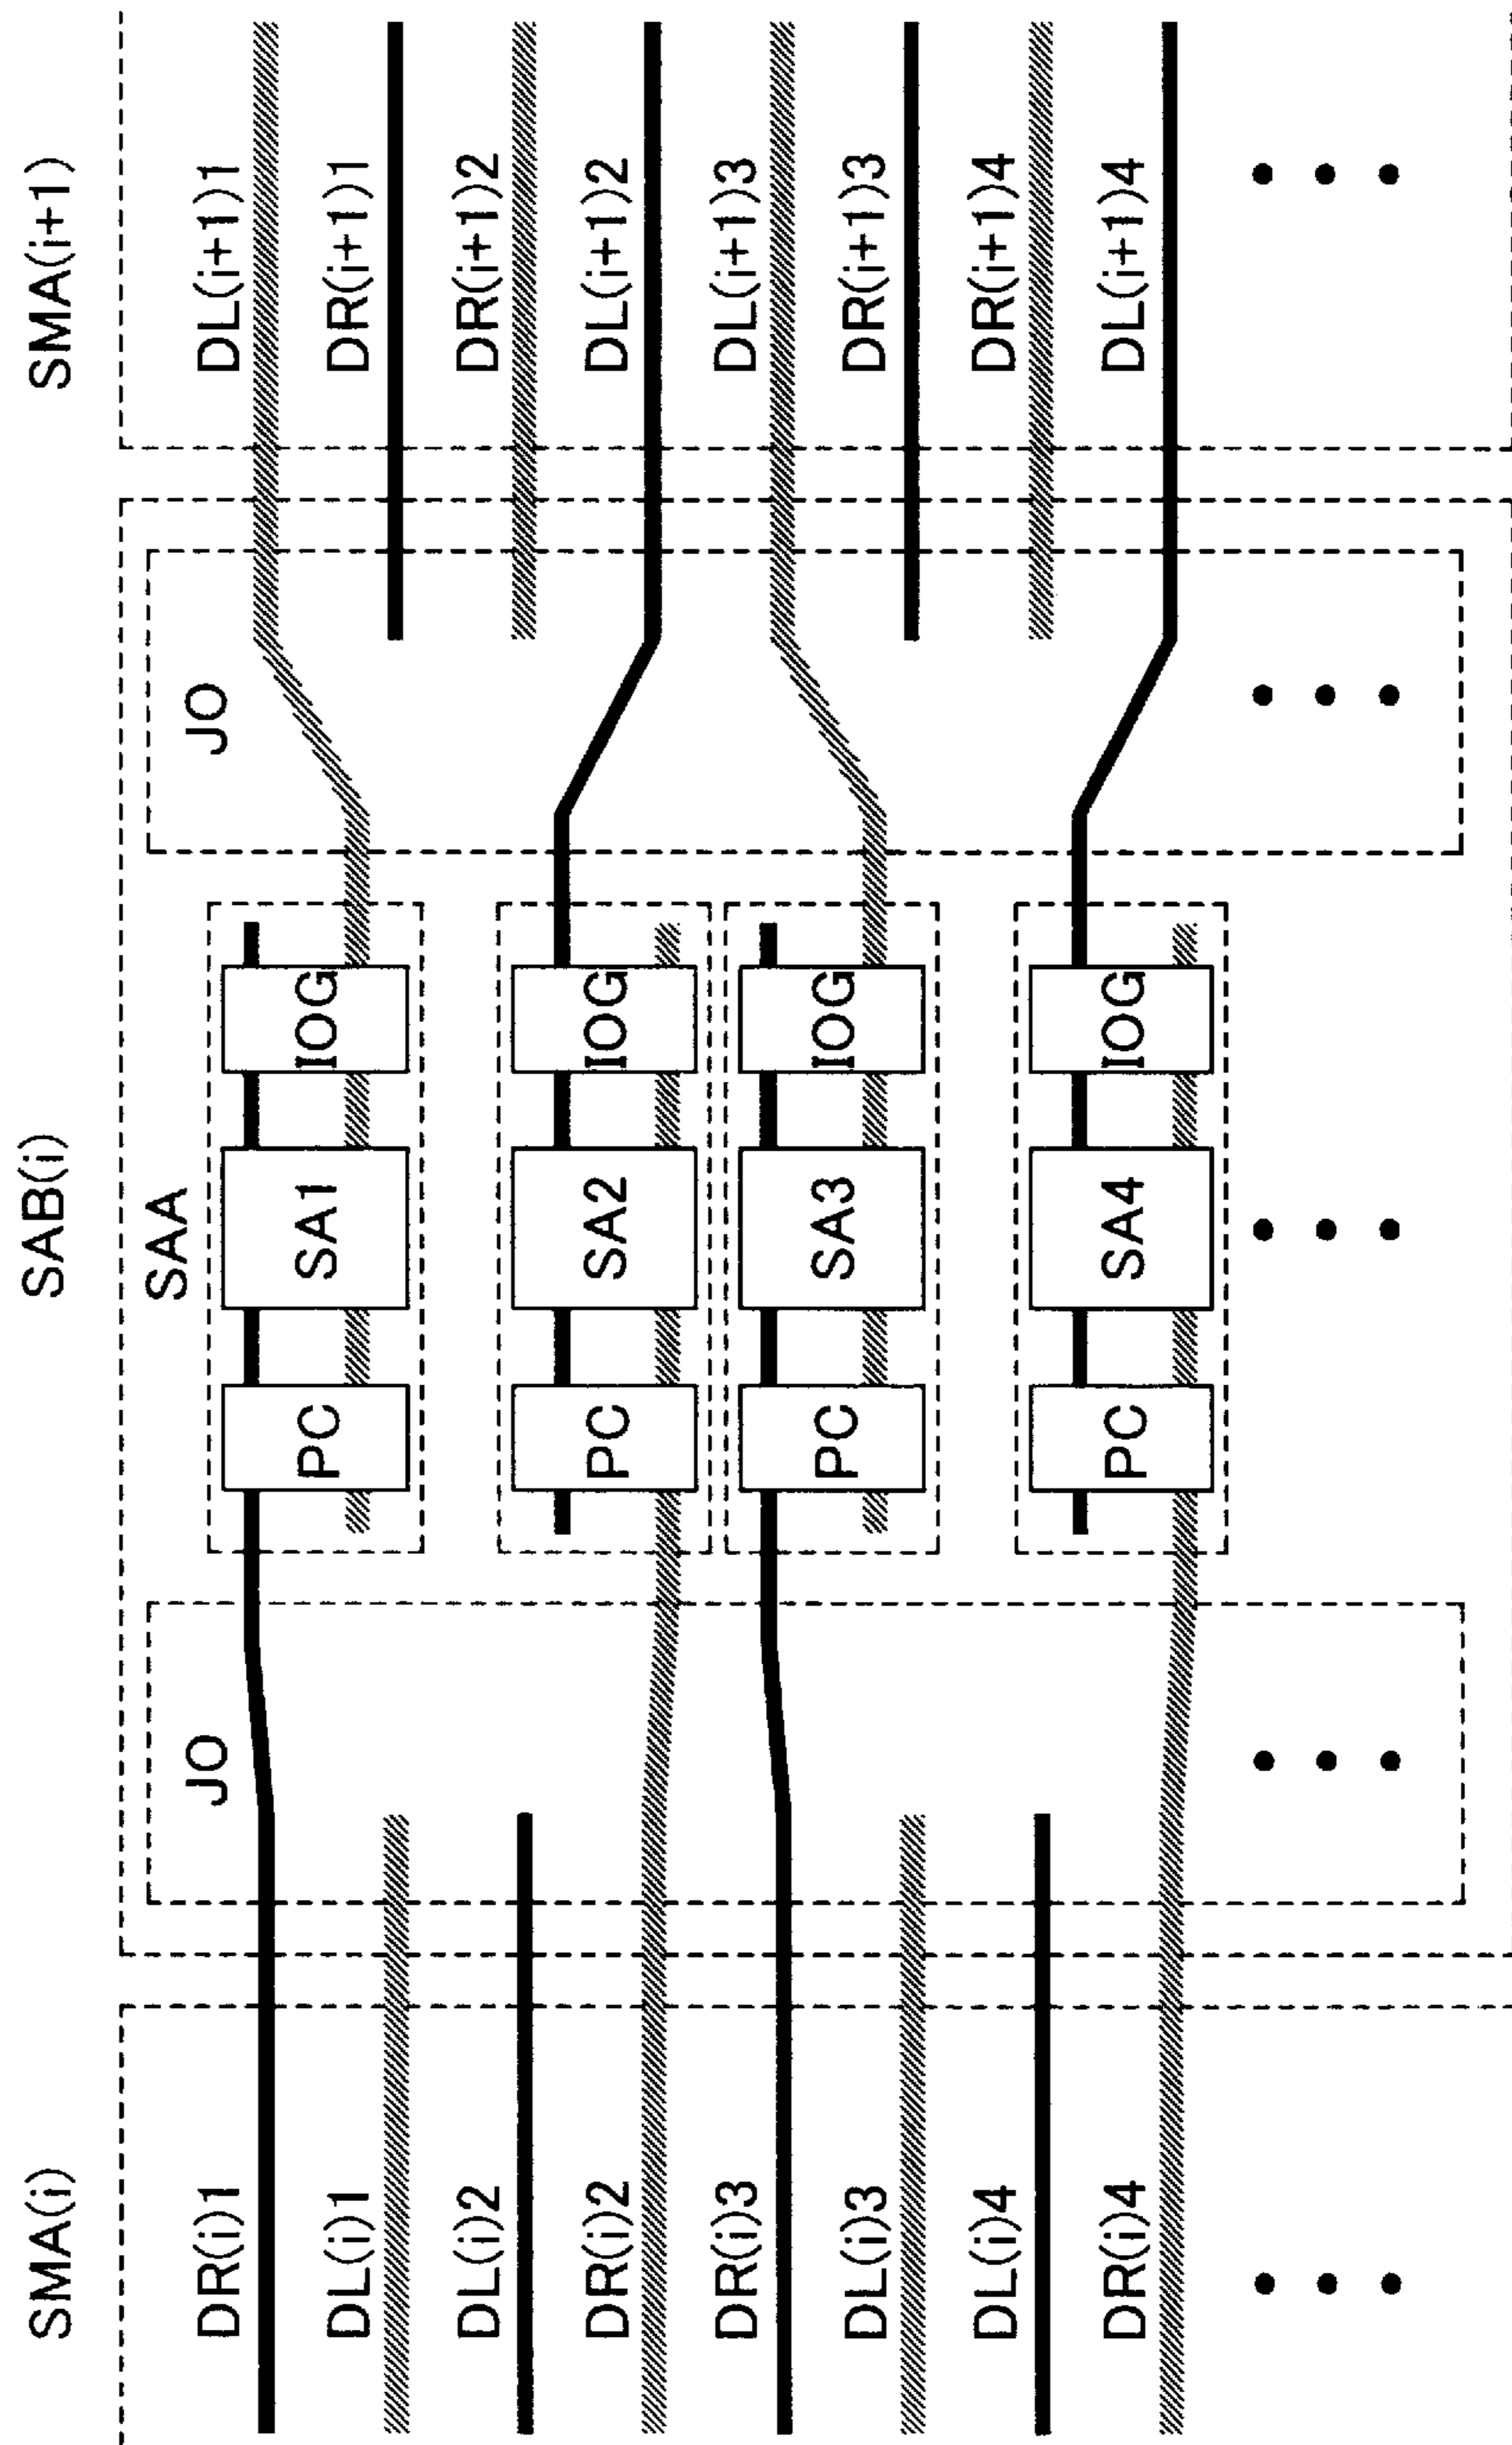 SMA(i)
SAB(i)
SMA(i+1)
SAA
JO
JO
DR(i)1
DL(i)1
DL(i)2
DR(i)2
DR(i)3
DL(i)3
DL(i)4
DR(i)4
PC
SA1
IOG
PC
SA2
IOG
PC
SA3
IOG
PC
SA4
IOG
DL(i+1)1
DR(i+1)1
DR(i+1)2
DL(i+1)2
DL(i+1)3
DR(i+1)3
DR(i+1)4
DL(i+1)4